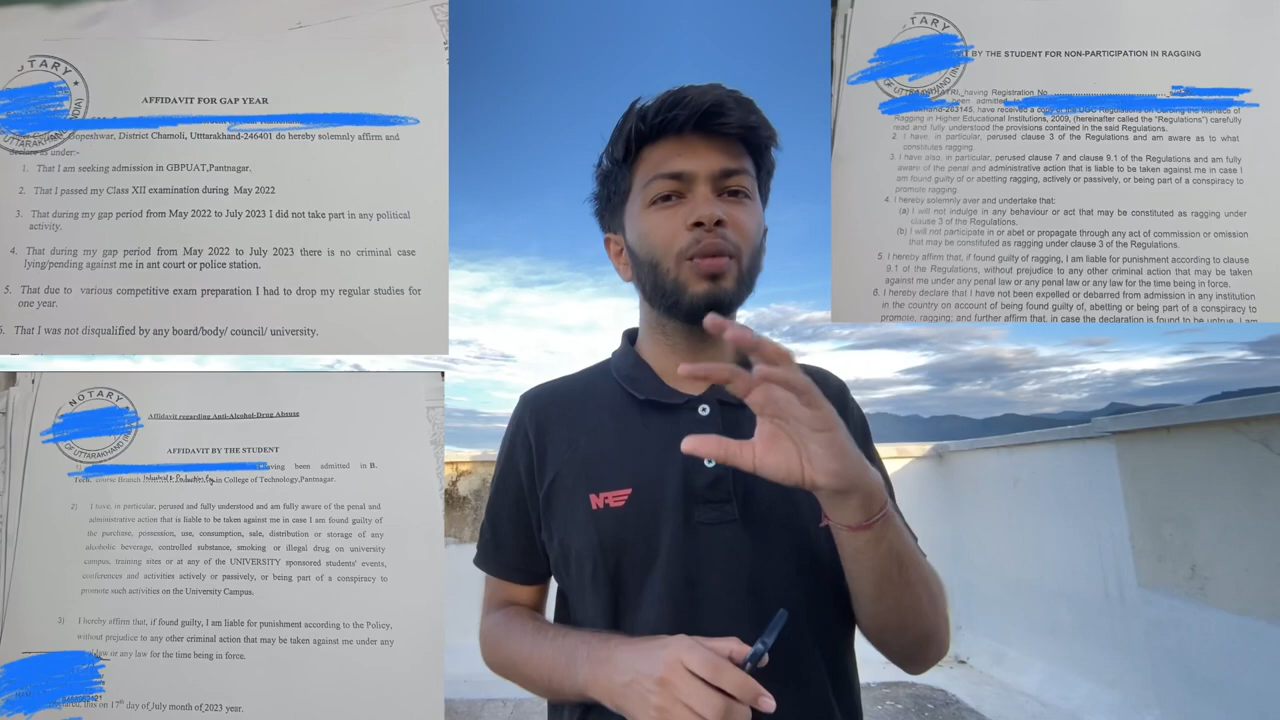 OTARY
AFFIDAVIT FOR GAP YEAR
Gopeshwar, District Chamoli, Utttarakhand-246401 do hereby solemnly affirm and
declare as under:-
1. That I am seeking admission in GBPUAT,Pantnagar.
2. That I passed my Class XII examination during May 2022
3. That during my gap period from May 2022 to July 2023 I did not take part in any political
activity.
4. That during my gap period from May 2022 to July 2023 there is no criminal case
lying/pending against me in ant court or police station.
5. That due to various competitive exam preparation I had to drop my regular studies for
one year.
6. That I was not disqualified by any board/body/ council/ university.
NOTARY
OF UTTARAKHAND
Affidavit regarding Anti-Alcohol-Drug Abuse
AFFIDAVIT BY THE STUDENT
1) having been admitted in B.
Tech. course Branch Industrial & Production Eg. in College of Technology,Pantnagar.
2) I have, in particular, perused and fully understood and am fully aware of the penal and
administrative action that is liable to be taken against me in case I am found guilty of
the purchase, possession, use, consumption, sale, distribution or storage of any
alcoholic beverage, controlled substance, smoking or illegal drug on university
campus, training sites or at any of the UNIVERSITY sponsored students' events,
conferences and activities actively or passively, or being part of a conspiracy to
promote such activities on the University Campus.
3) I hereby affirm that, if found guilty, I am liable for punishment according to the Policy,
without prejudice to any other criminal action that may be taken against me under any
law or any law for the time being in force.
this on 17th day of July month of 2023 year.
NFE
TARY
OF UTTARAKHAND
BY THE STUDENT FOR NON-PARTICIPATION IN RAGGING
having Registration No
been admitted
have received a copy of the UGC Regulations on Curbing the Menace of
Ragging in Higher Educational Institutions, 2009, (hereinafter called the "Regulations") carefully
read and fully understood the provisions contained in the said Regulations.
2. I have, in particular, perused clause 3 of the Regulations and am aware as to what
constitutes ragging.
3. I have also, in particular, perused clause 7 and clause 9.1 of the Regulations and am fully
aware of the penal and administrative action that is liable to be taken against me in case I
am found guilty of or abetting ragging, actively or passively, or being part of a conspiracy to
promote ragging.
4. I hereby solemnly aver and undertake that:
(a) I will not indulge in any behaviour or act that may be constituted as ragging under
clause 3 of the Regulations.
(b) I will not participate in or abet or propagate through any act of commission or omission
that may be constituted as ragging under clause 3 of the Regulations.
5. I hereby affirm that, if found guilty of ragging, I am liable for punishment according to clause
9.1 of the Regulations, without prejudice to any other criminal action that may be taken
against me under any penal law or any penal law or any law for the time being in force.
6. I hereby declare that I have not been expelled or debarred from admission in any institution
in the country on account of being found guilty of, abetting or being part of a conspiracy to
promote, ragging; and further affirm that, in case the declaration is found to be untrue, I am